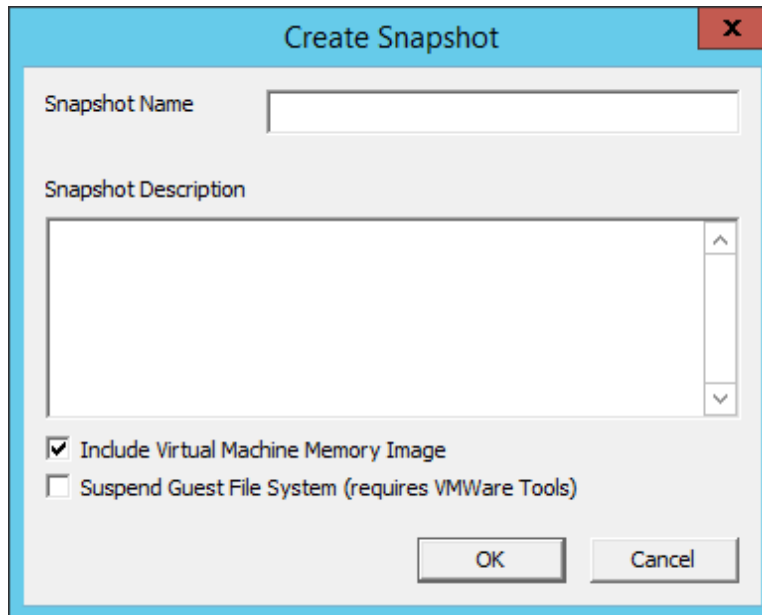 Create Snapshot
x
Snapshot Name
Snapshot Description
Include Virtual Machine Memory Image
Suspend Guest File System (requires VMWare Tools)
OK
Cancel